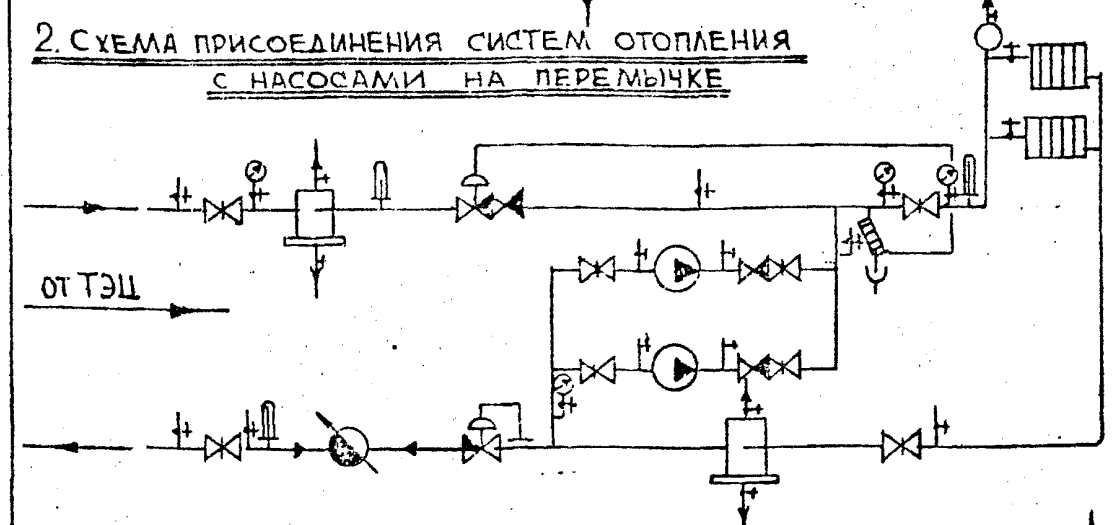 2. СХЕМА ПРИСОЕДИНЕНИЯ СИСТЕМ ОТОПЛЕНИЯ
С НАСОСАМИ НА ПЕРЕМЫЧКЕ
ОТ ТЭЦ